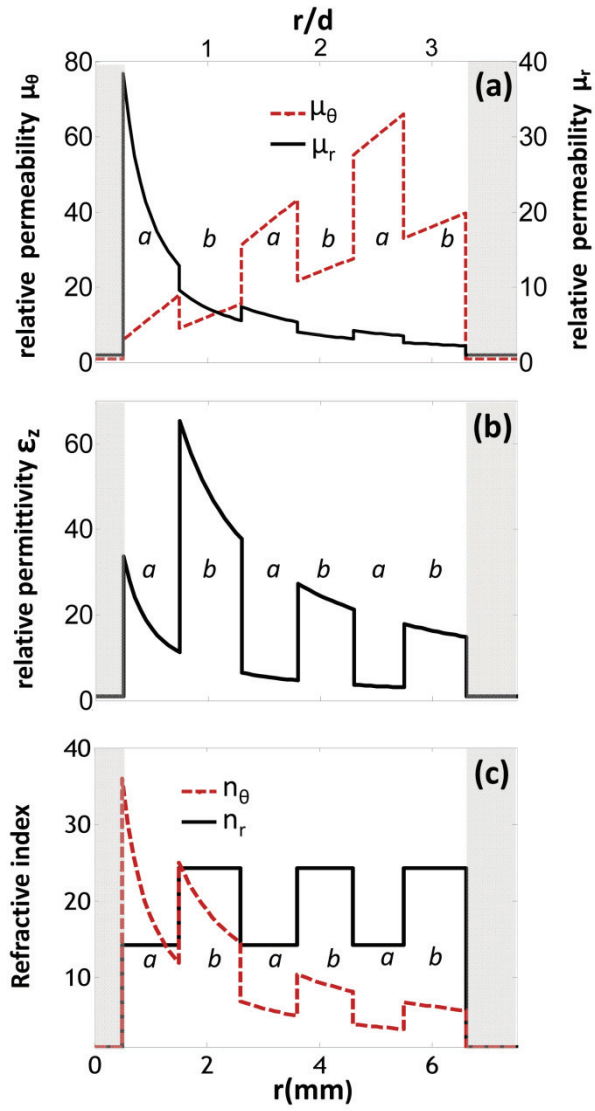 r/d
1 2 3
80 40
(a)
60 30
40 20
20 10
0 0
relative permeability μθ
relative permeability μr
μθ
μr
a b a b a b
(b)
60
40
20
0
relative permittivity εz
a b a b a b
(c)
40
30
20
10
Refractive index
nθ
nr
a b a b a b
0 2 4 6
r(mm)